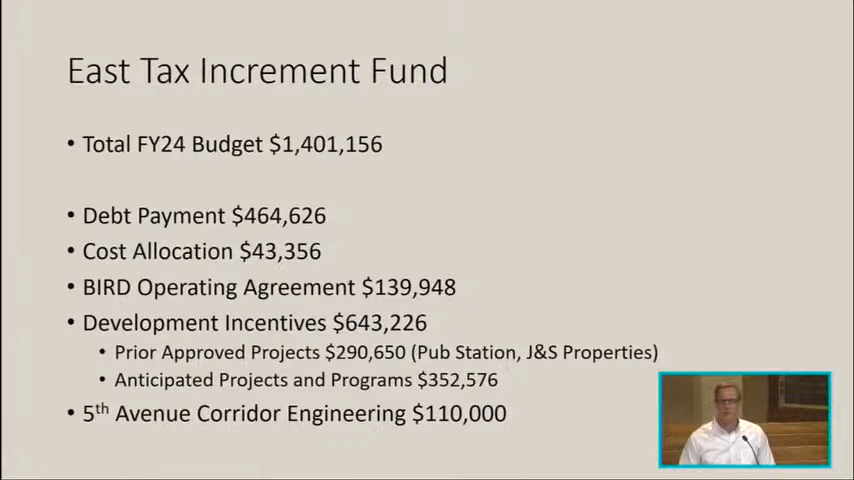 East Tax Increment Fund
• Total FY24 Budget $1,401,156
• Debt Payment $464,626
• Cost Allocation $43,356
• BIRD Operating Agreement $139,948
• Development Incentives $643,226
• Prior Approved Projects $290,650 (Pub Station, J&S Properties)
• Anticipated Projects and Programs $352,576
• 5th Avenue Corridor Engineering $110,000